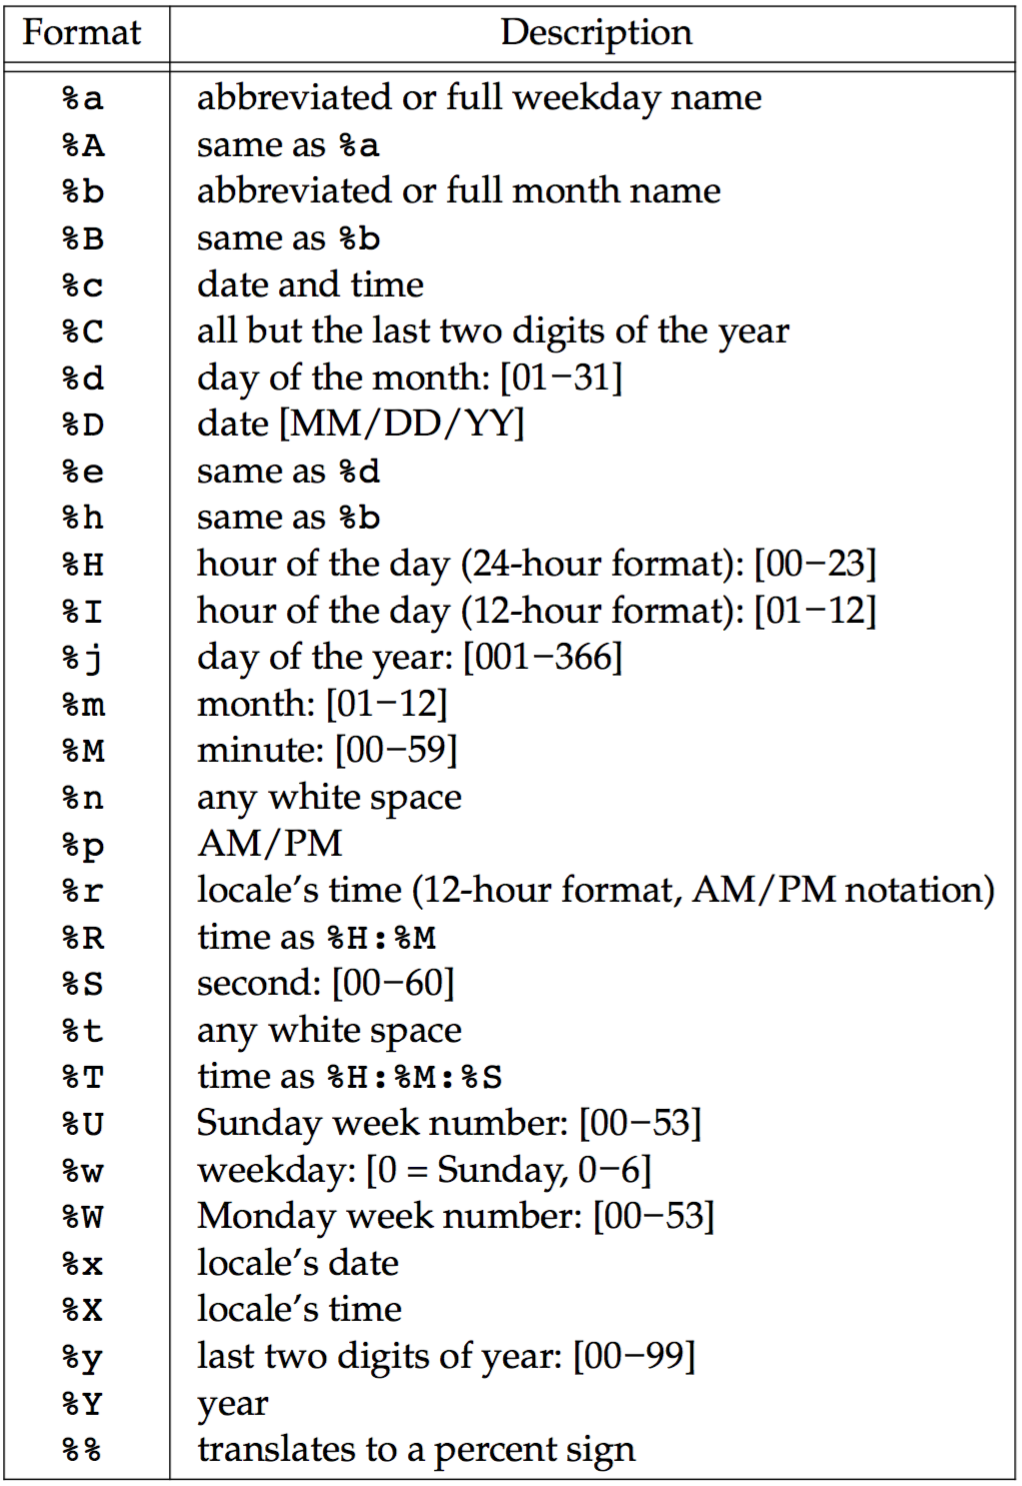 Format Description
%a abbreviated or full weekday name
%A same as %a
%b abbreviated or full month name
%B same as %b
%c date and time
%C all but the last two digits of the year
%d day of the month: [01−31]
%D date [MM/DD/YY]
%e same as %d
%h same as %b
%H hour of the day (24-hour format): [00−23]
%I hour of the day (12-hour format): [01−12]
%j day of the year: [001−366]
%m month: [01−12]
%M minute: [00−59]
%n any white space
%p AM/PM
%r locale’s time (12-hour format, AM/PM notation)
%R time as %H:%M
%S second: [00−60]
%t any white space
%T time as %H:%M:%S
%U Sunday week number: [00−53]
%w weekday: [0 = Sunday, 0−6]
%W Monday week number: [00−53]
%x locale’s date
%X locale’s time
%y last two digits of year: [00−99]
%Y year
%% translates to a percent sign